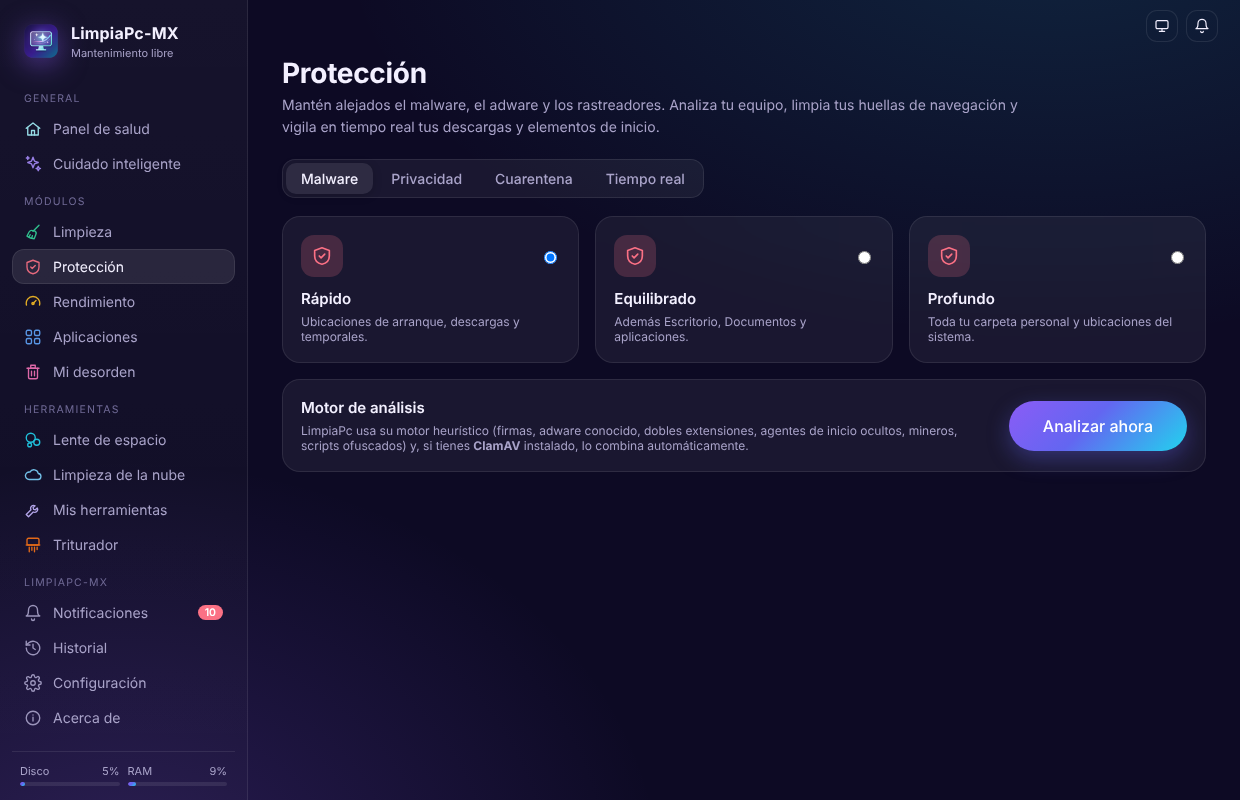 LimpiaPc-MX
Mantenimiento libre
GENERAL
Panel de salud
Cuidado inteligente
MÓDULOS
Limpieza
Protección
Rendimiento
Aplicaciones
Mi desorden
HERRAMIENTAS
Lente de espacio
Limpieza de la nube
Mis herramientas
Triturador
LIMPIAPC-MX
Notificaciones 10
Historial
Configuración
Acerca de
Disco 5% RAM 9%
Protección
Mantén alejados el malware, el adware y los rastreadores. Analiza tu equipo, limpia tus huellas de navegación y
vigila en tiempo real tus descargas y elementos de inicio.
Malware Privacidad Cuarentena Tiempo real
Rápido
Ubicaciones de arranque, descargas y
temporales.
Equilibrado
Además Escritorio, Documentos y
aplicaciones.
Profundo
Toda tu carpeta personal y ubicaciones del
sistema.
Motor de análisis
LimpiaPc usa su motor heurístico (firmas, adware conocido, dobles extensiones, agentes de inicio ocultos, mineros,
scripts ofuscados) y, si tienes ClamAV instalado, lo combina automáticamente.
Analizar ahora